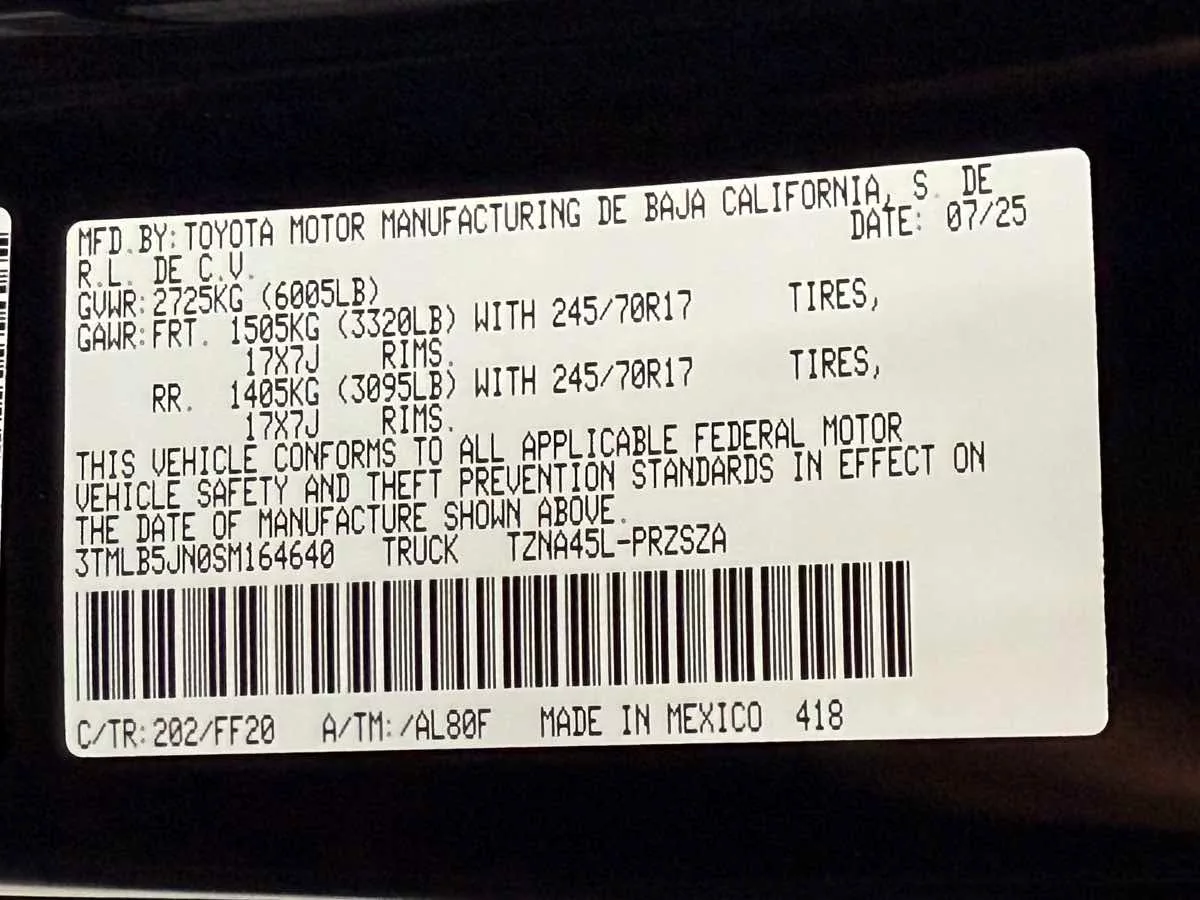 MFD.BY:TOYOTA MOTOR MANUFACTURING DE BAJA CALIFORNIA, S. DE
R.L. DE C.V. DATE: 07/25
GVWR:2725KG (6005LB)
GAWR:FRT. 1505KG (3320LB) WITH 245/70R17 TIRES,
17X7J RIMS.
RR. 1405KG (3095LB) WITH 245/70R17 TIRES,
17X7J RIMS.
THIS VEHICLE CONFORMS TO ALL APPLICABLE FEDERAL MOTOR
VEHICLE SAFETY AND THEFT PREVENTION STANDARDS IN EFFECT ON
THE DATE OF MANUFACTURE SHOWN ABOVE.
3TMLB5JN0SM164640 TRUCK TZNA45L-PRZSZA
C/TR:202/FF20 A/TM:/AL80F MADE IN MEXICO 418